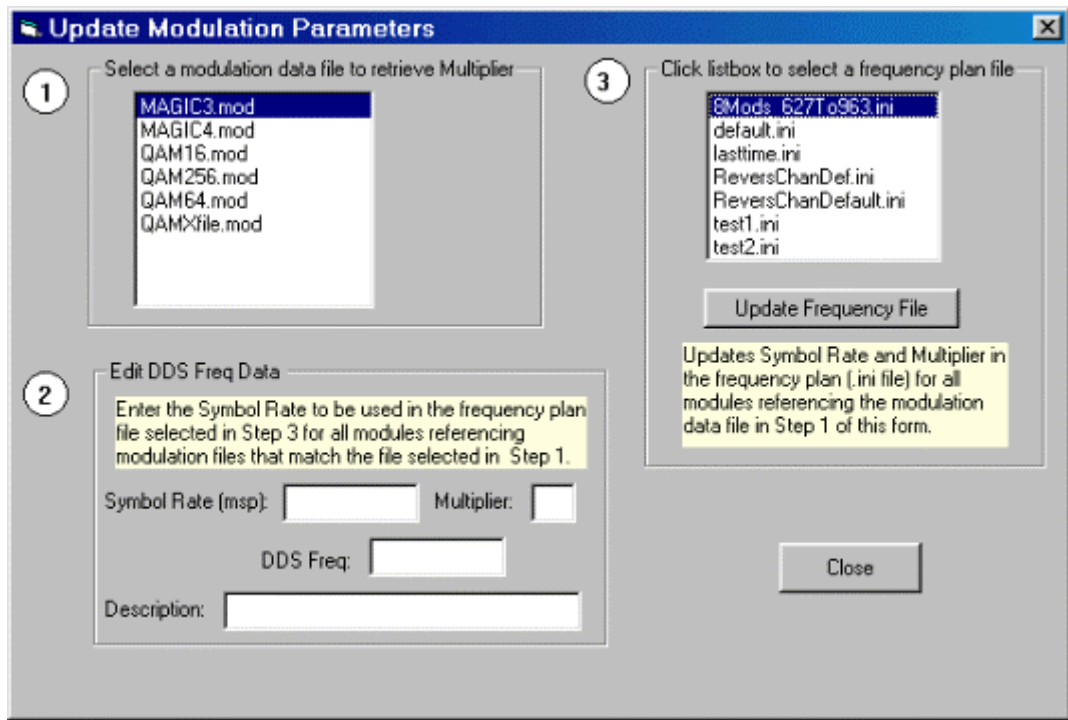 Update Modulation Parameters
1
Select a modulation data file to retrieve Multiplier
MAGIC3.mod
MAGIC4.mod
QAM16.mod
QAM256.mod
QAM64.mod
QAMXfile.mod
2
Edit DDS Freq Data
Enter the Symbol Rate to be used in the frequency plan
file selected in Step 3 for all modules referencing
modulation files that match the file selected in Step 1.
Symbol Rate (msp): Multiplier:
DDS Freq:
Description:
3
Click listbox to select a frequency plan file
8Mods_627To963.ini
default.ini
lasttime.ini
ReversChanDef.ini
ReversChanDefault.ini
test1.ini
test2.ini
Update Frequency File
Updates Symbol Rate and Multiplier in
the frequency plan (.ini file) for all
modules referencing the modulation
data file in Step 1 of this form.
Close